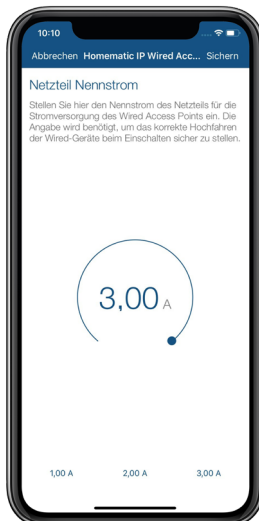 10:10
Abbrechen Homematic IP Wired Acc... Sichern
Netzteil Nennstrom
Stellen Sie hier den Nennstrom des Netzteils für die
Stromversorgung des Wired Access Points ein. Die
Angabe wird benötigt, um das korrekte Hochfahren
der Wired-Geräte beim Einschalten sicher zu stellen.
3,00 A
1,00 A 2,00 A 3,00 A